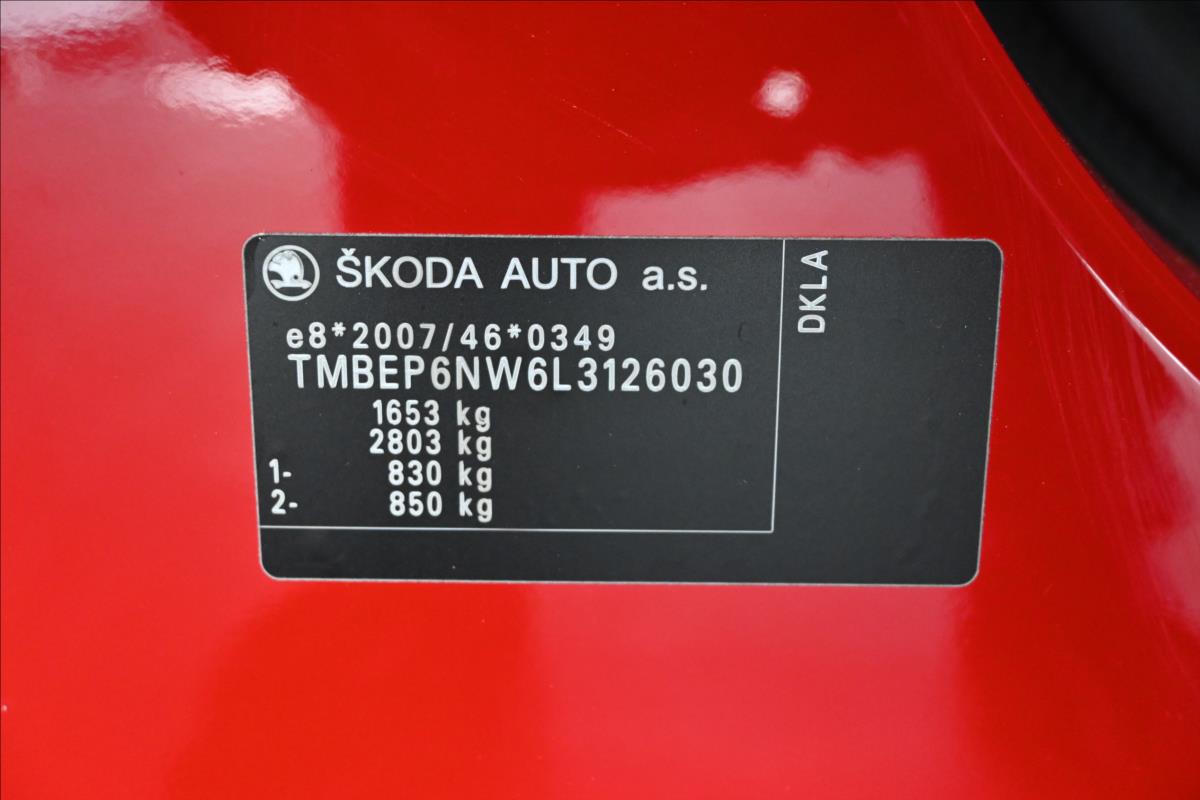 ŠKODA AUTO a.s.
e8*2007/46*0349
TMBEP6NW6L3126030
1653 kg
2803 kg
1- 830 kg
2- 850 kg
DKLA